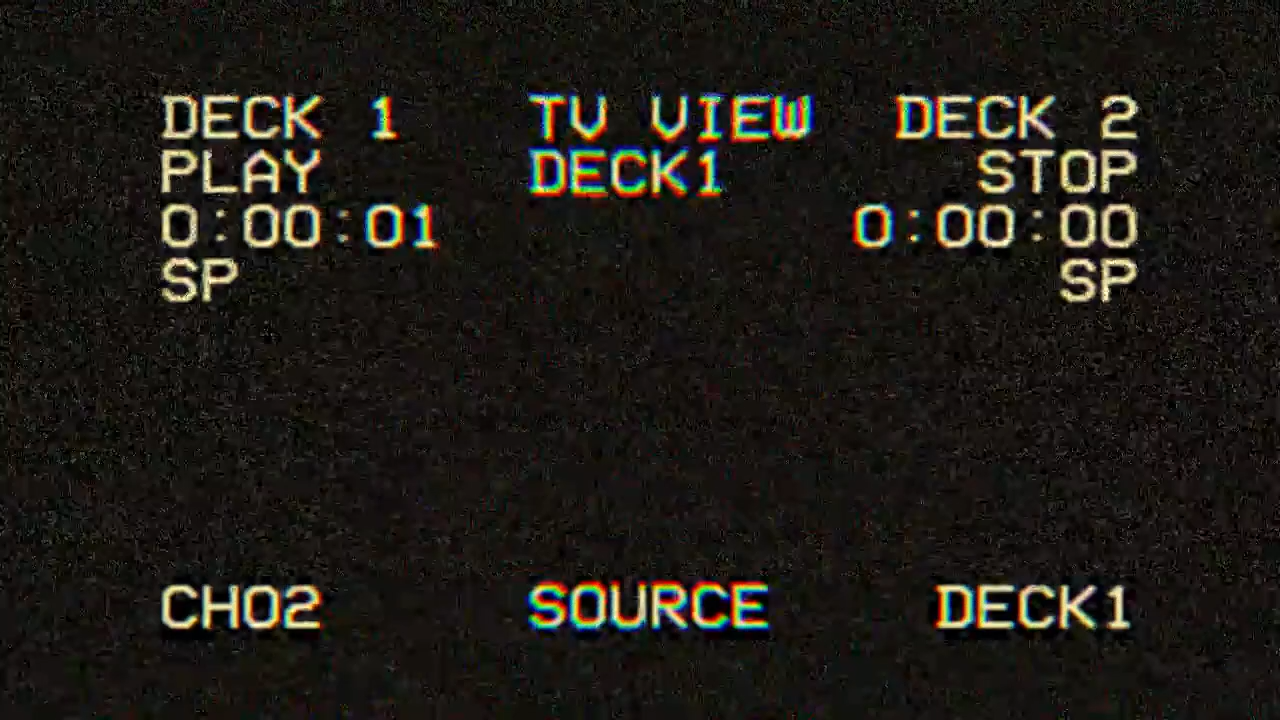 DECK 1 TV VIEW DECK 2
PLAY DECK1 STOP
0:00:01 0:00:00
SP SP
CH02 SOURCE DECK1